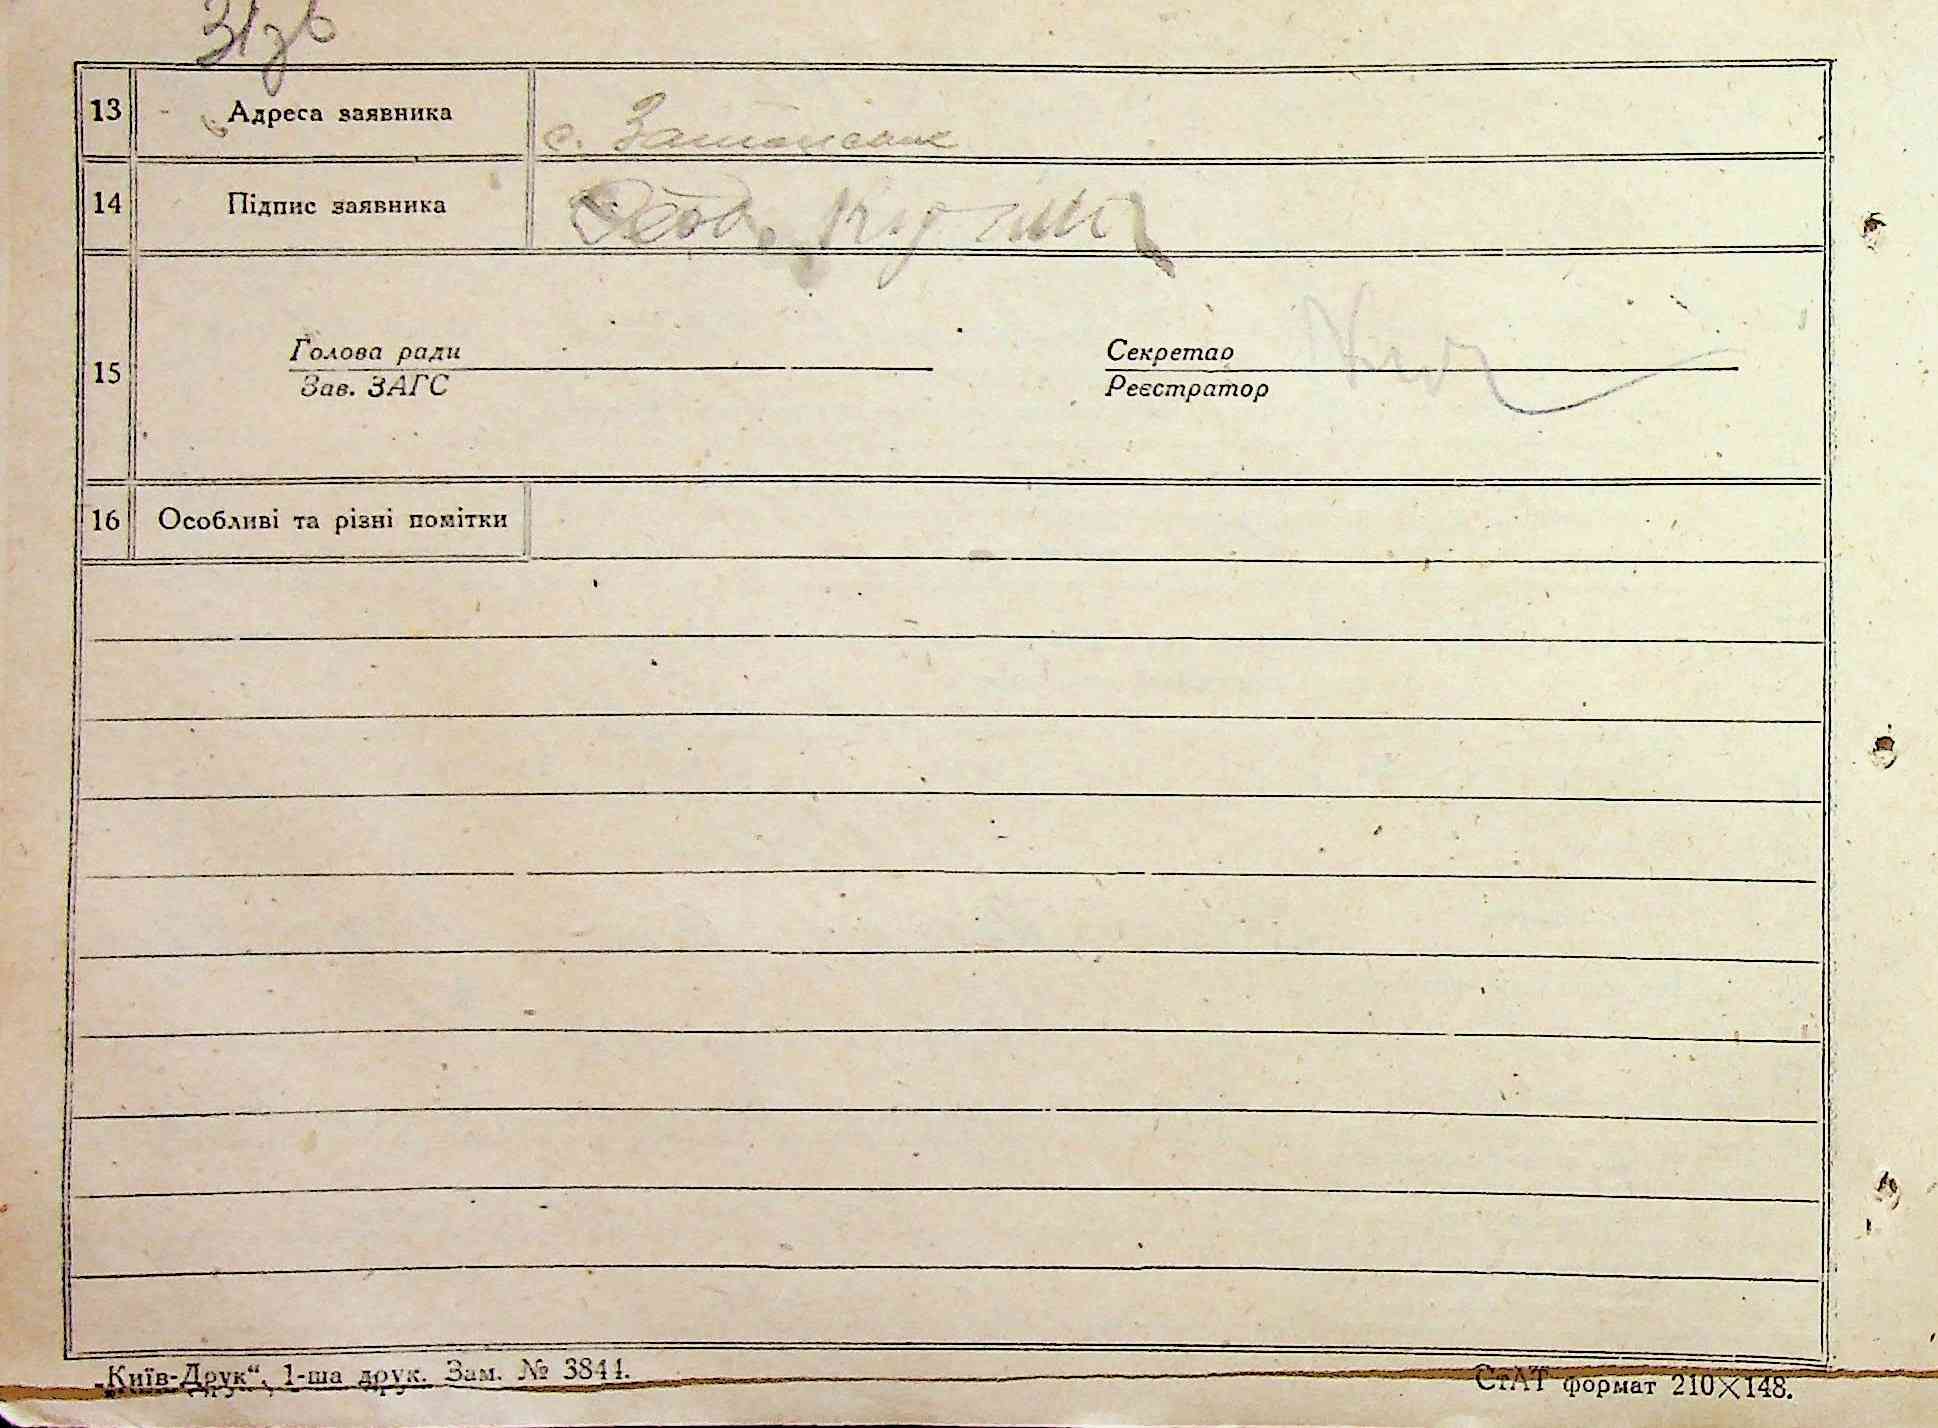 13 Адреса заявника с.
14 Підпис заявника
Голова ради Секретар
15
Зав. ЗАГС Реєстратор
16 Особливі та різні помітки
„Київ-Друк“, 1-ша друк. Зам. № 3841. СтАТ формат 210×148.